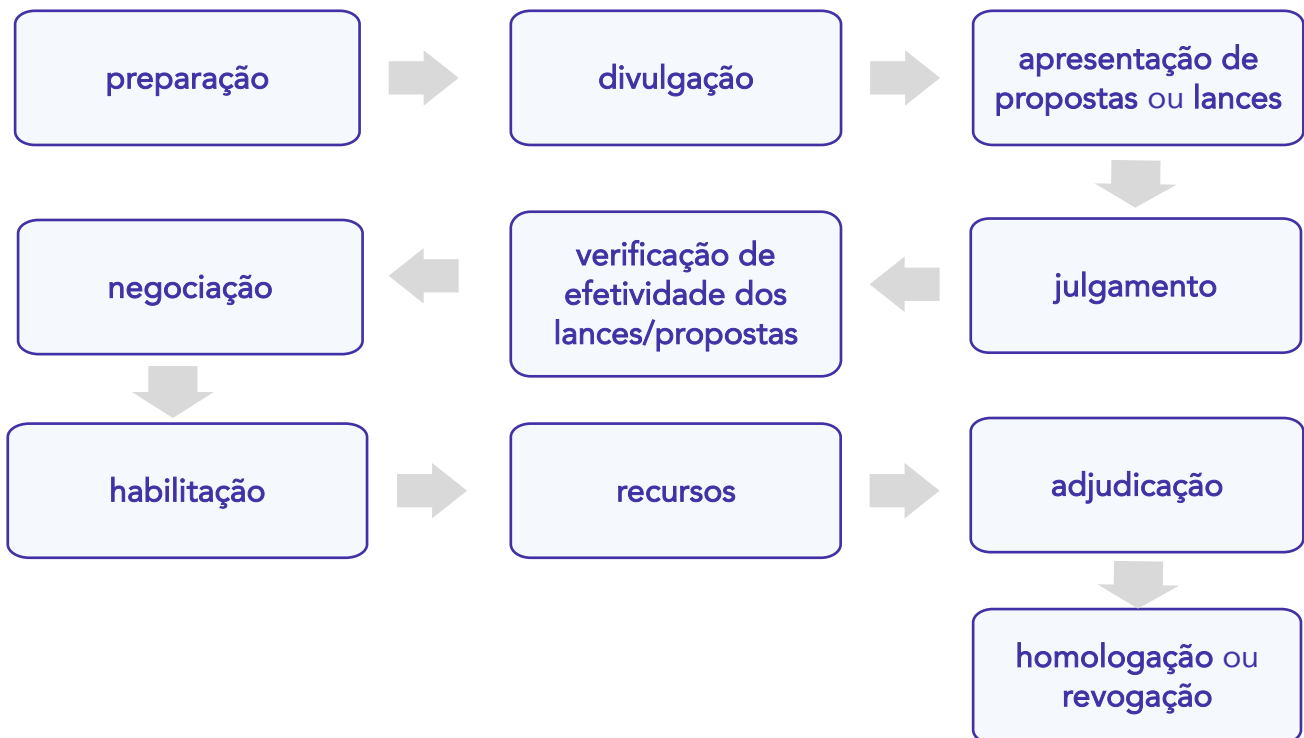 preparação
divulgação
apresentação de
propostas ou lances
julgamento
verificação de
efetividade dos
lances/propostas
negociação
habilitação
recursos
adjudicação
homologação ou
revogação